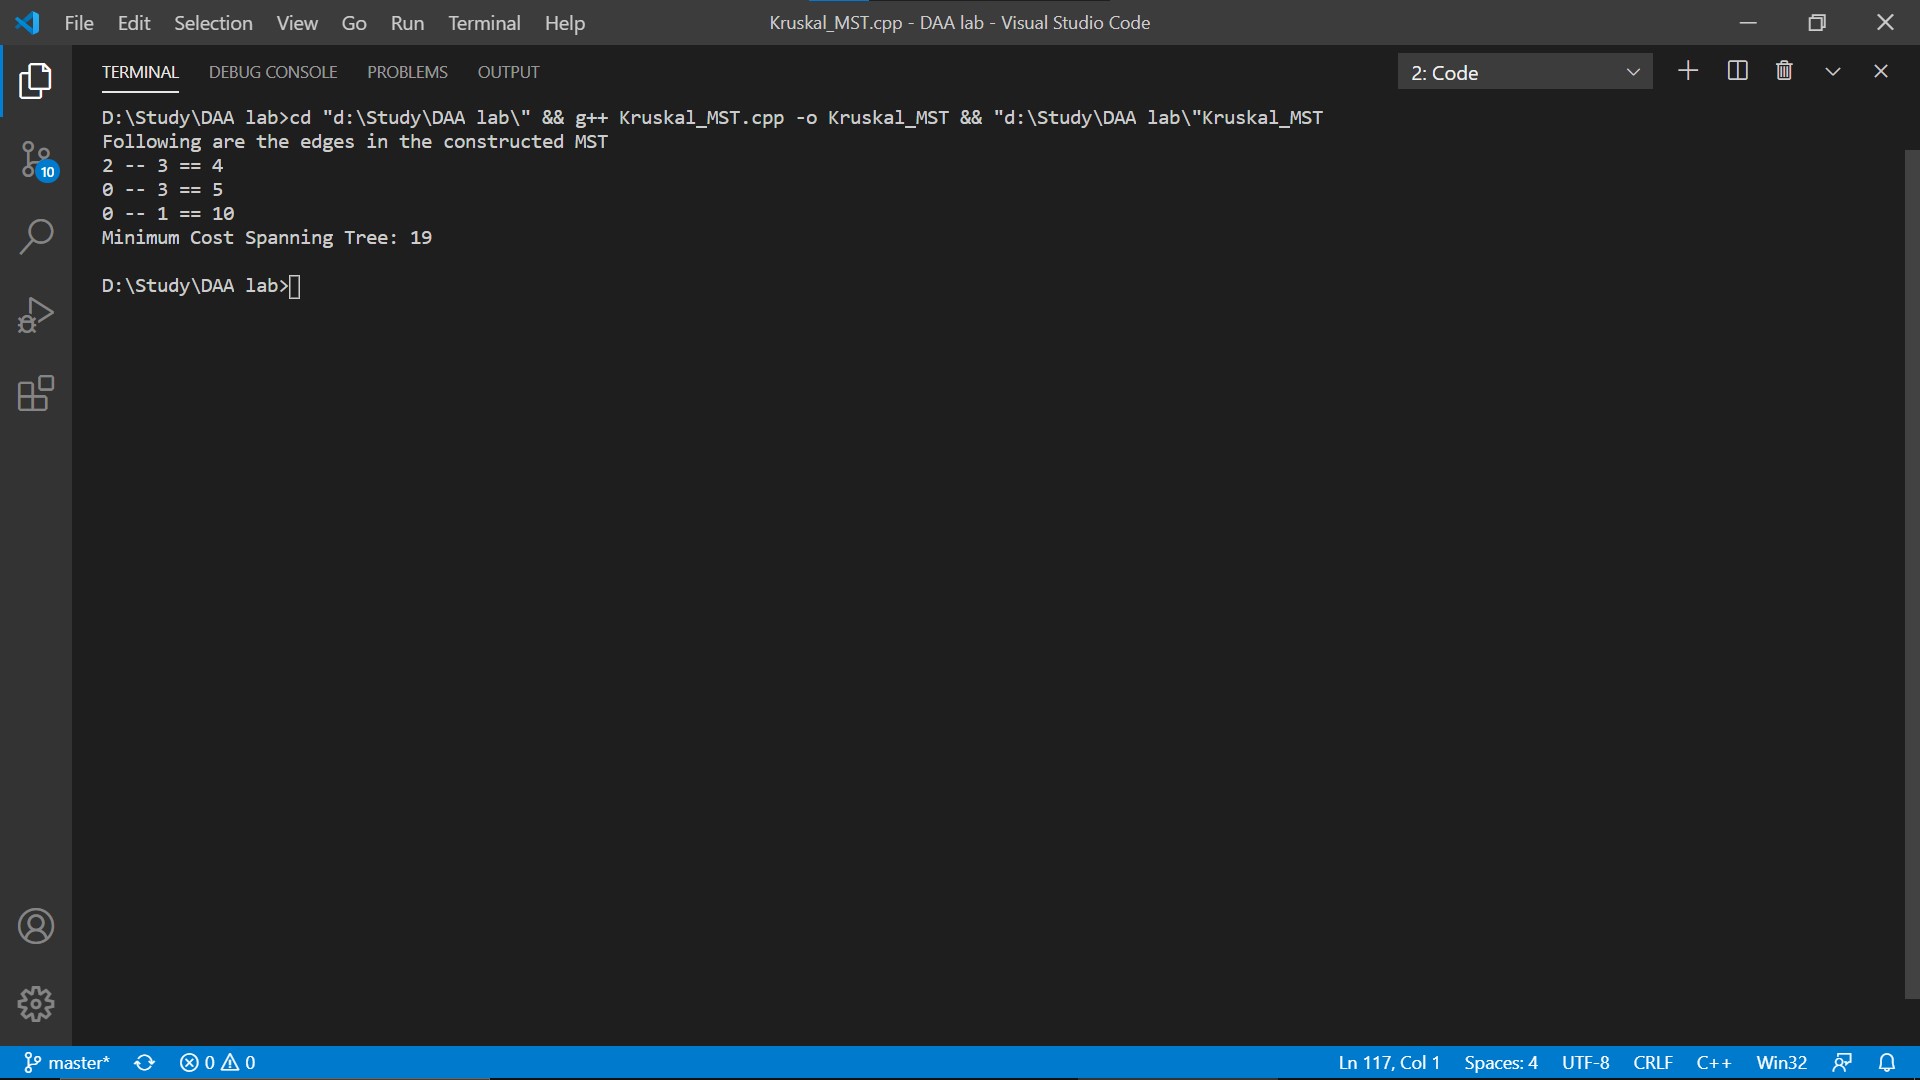 File Edit Selection View Go Run Terminal Help Kruskal_MST.cpp - DAA lab - Visual Studio Code
TERMINAL DEBUG CONSOLE PROBLEMS OUTPUT 2: Code
D:\Study\DAA lab>cd "d:\Study\DAA lab\" && g++ Kruskal_MST.cpp -o Kruskal_MST && "d:\Study\DAA lab\"Kruskal_MST
Following are the edges in the constructed MST
2 -- 3 == 4
0 -- 3 == 5
0 -- 1 == 10
Minimum Cost Spanning Tree: 19
D:\Study\DAA lab>
10
master* 0 0 Ln 117, Col 1 Spaces: 4 UTF-8 CRLF C++ Win32